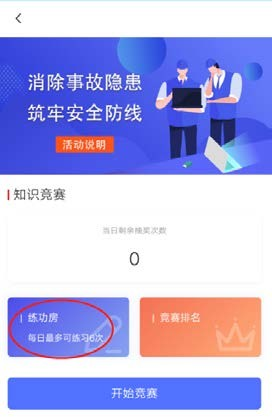 消除事故隐患
筑牢安全防线
活动说明
知识竞赛
当日剩余抽奖次数
0
练功房
每日最多可练习6次
竞赛排名
开始竞赛